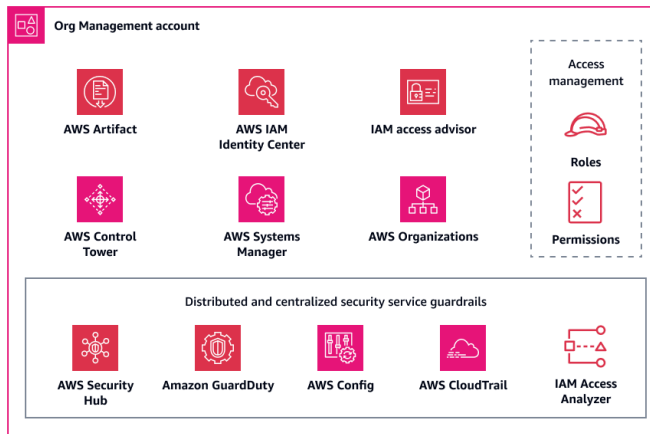 Org Management account
AWS Artifact
AWS IAM
Identity Center
IAM access advisor
Access
management
Roles
AWS Control
Tower
AWS Systems
Manager
AWS Organizations
Permissions
Distributed and centralized security service guardrails
AWS Security
Hub
Amazon GuardDuty
AWS Config
AWS CloudTrail
IAM Access
Analyzer